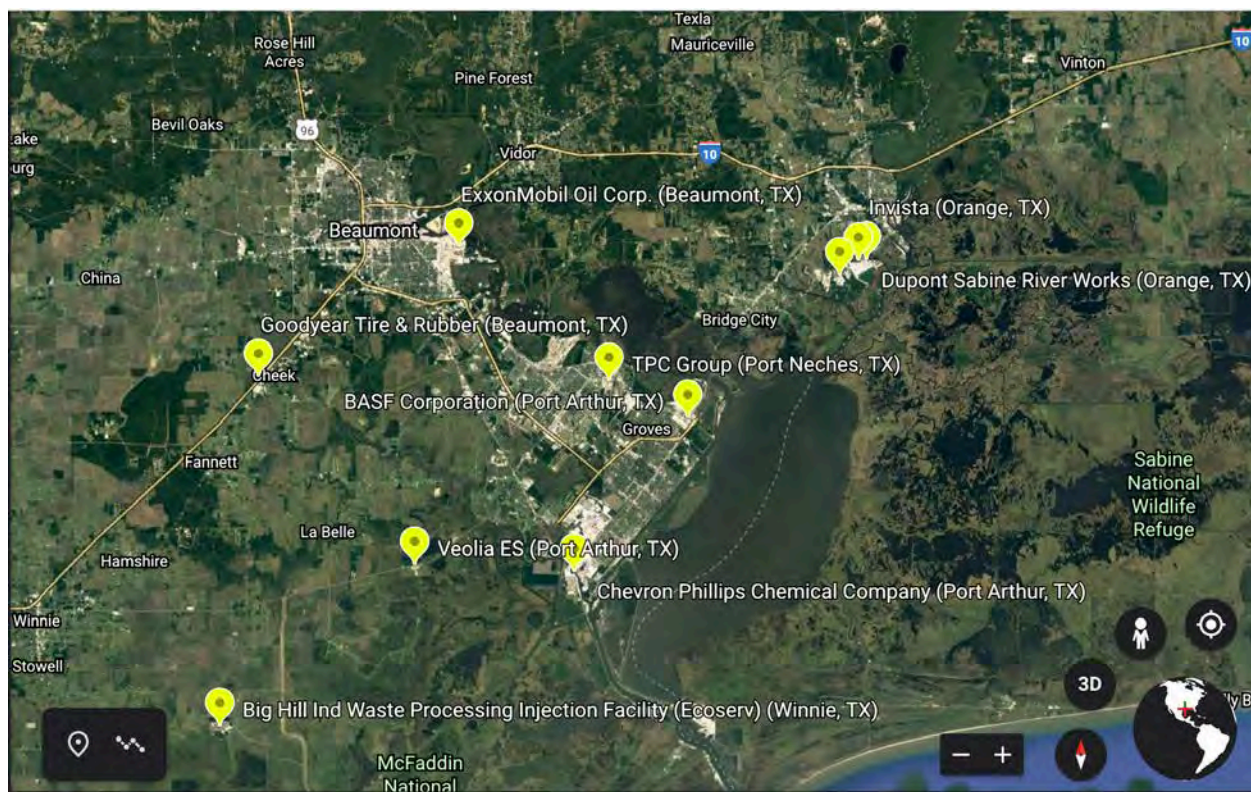 Texla
Mauriceville
Rose Hill
Acres
10
Vinton
Pine Forest
96
Bevil Oaks
Lake
burg
Vidor
10
ExxonMobil Oil Corp. (Beaumont, TX)
Invista (Orange, TX)
Beaumont
China
Dupont Sabine River Works (Orange, TX)
Goodyear Tire & Rubber (Beaumont, TX)
Bridge City
Cheek
TPC Group (Port Neches, TX)
BASF Corporation (Port Arthur, TX)
Groves
Fannett
Sabine
National
Wildlife
Refuge
La Belle
Hamshire
Veolia ES (Port Arthur, TX)
Chevron Phillips Chemical Company (Port Arthur, TX)
Winnie
Stowell
3D
Big Hill Ind Waste Processing Injection Facility (Ecoserv) (Winnie, TX)
McFaddin
National